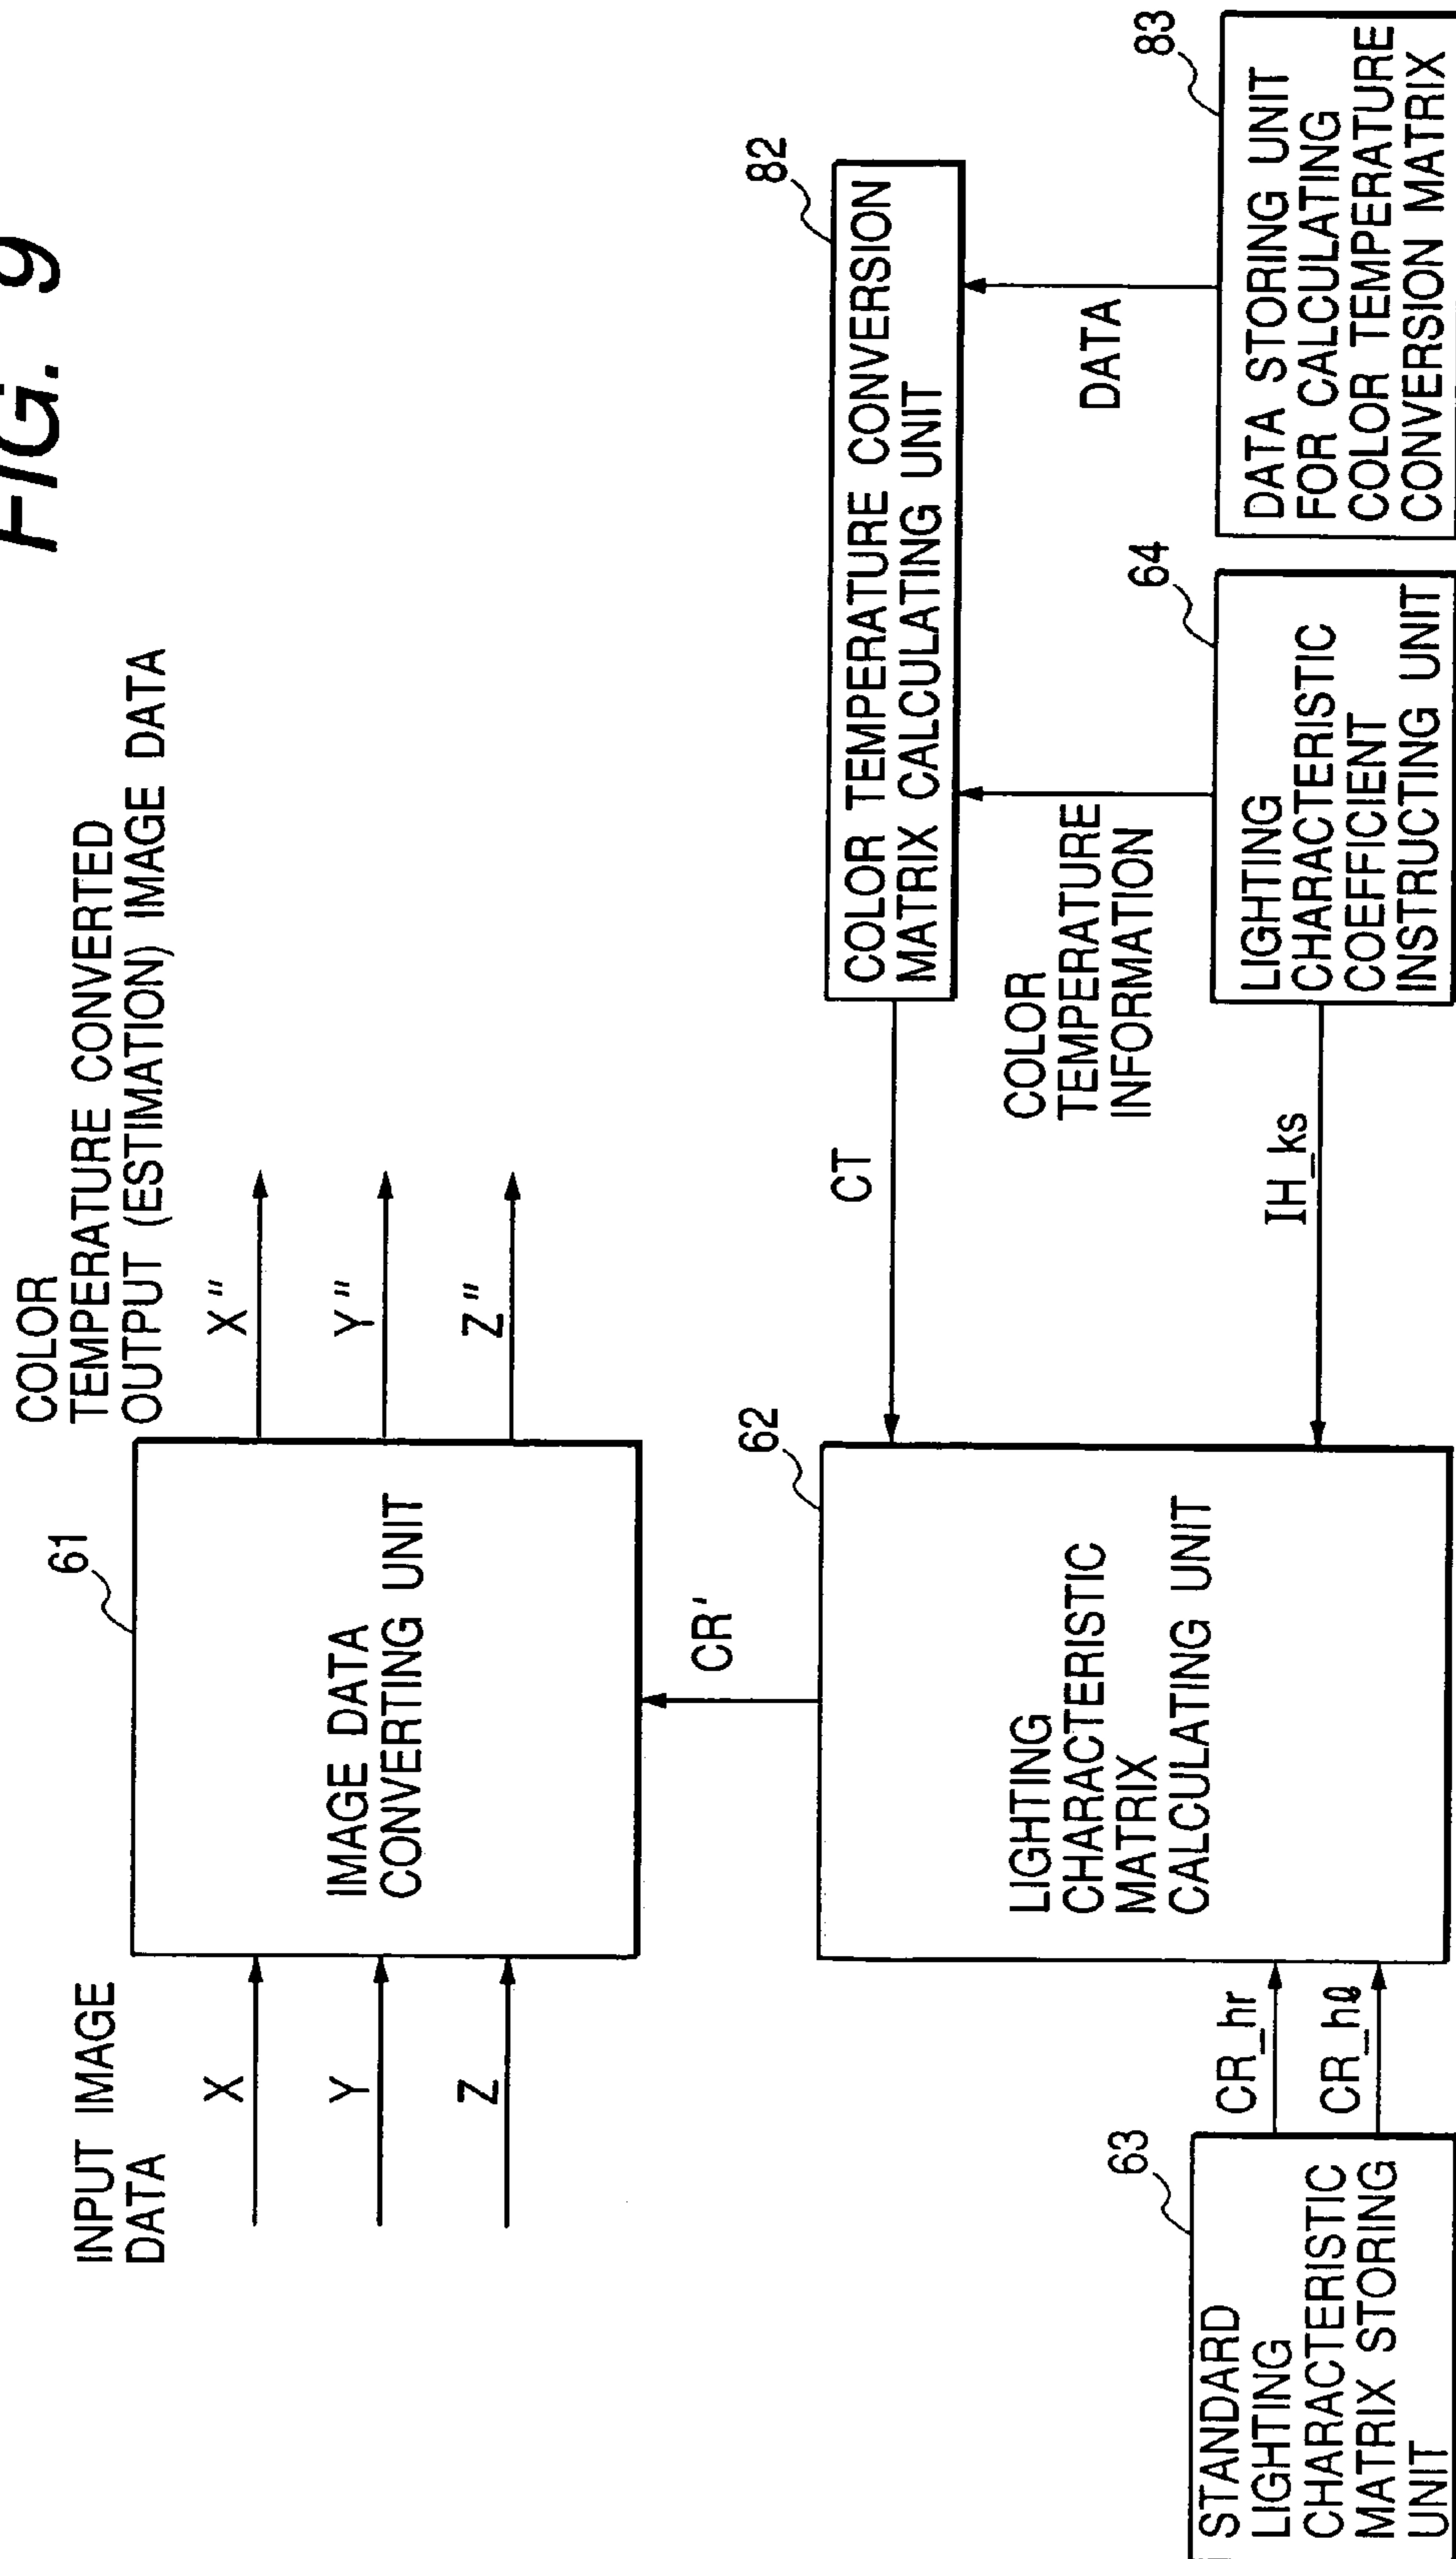 FIG. 9
COLOR
TEMPERATURE CONVERTED
OUTPUT (ESTIMATION) IMAGE DATA
INPUT IMAGE
DATA
61
X
Y
Z
IMAGE DATA
CONVERTING UNIT
X"
Y"
Z"
CR'
62
LIGHTING
CHARACTERISTIC
MATRIX
CALCULATING UNIT
CT
82
COLOR TEMPERATURE CONVERSION
MATRIX CALCULATING UNIT
COLOR
TEMPERATURE
INFORMATION
DATA
63
STANDARD
LIGHTING
CHARACTERISTIC
MATRIX STORING
UNIT
CR_hr
CR_hℓ
IH_ks
64
LIGHTING
CHARACTERISTIC
COEFFICIENT
INSTRUCTING UNIT
83
DATA STORING UNIT
FOR CALCULATING
COLOR TEMPERATURE
CONVERSION MATRIX